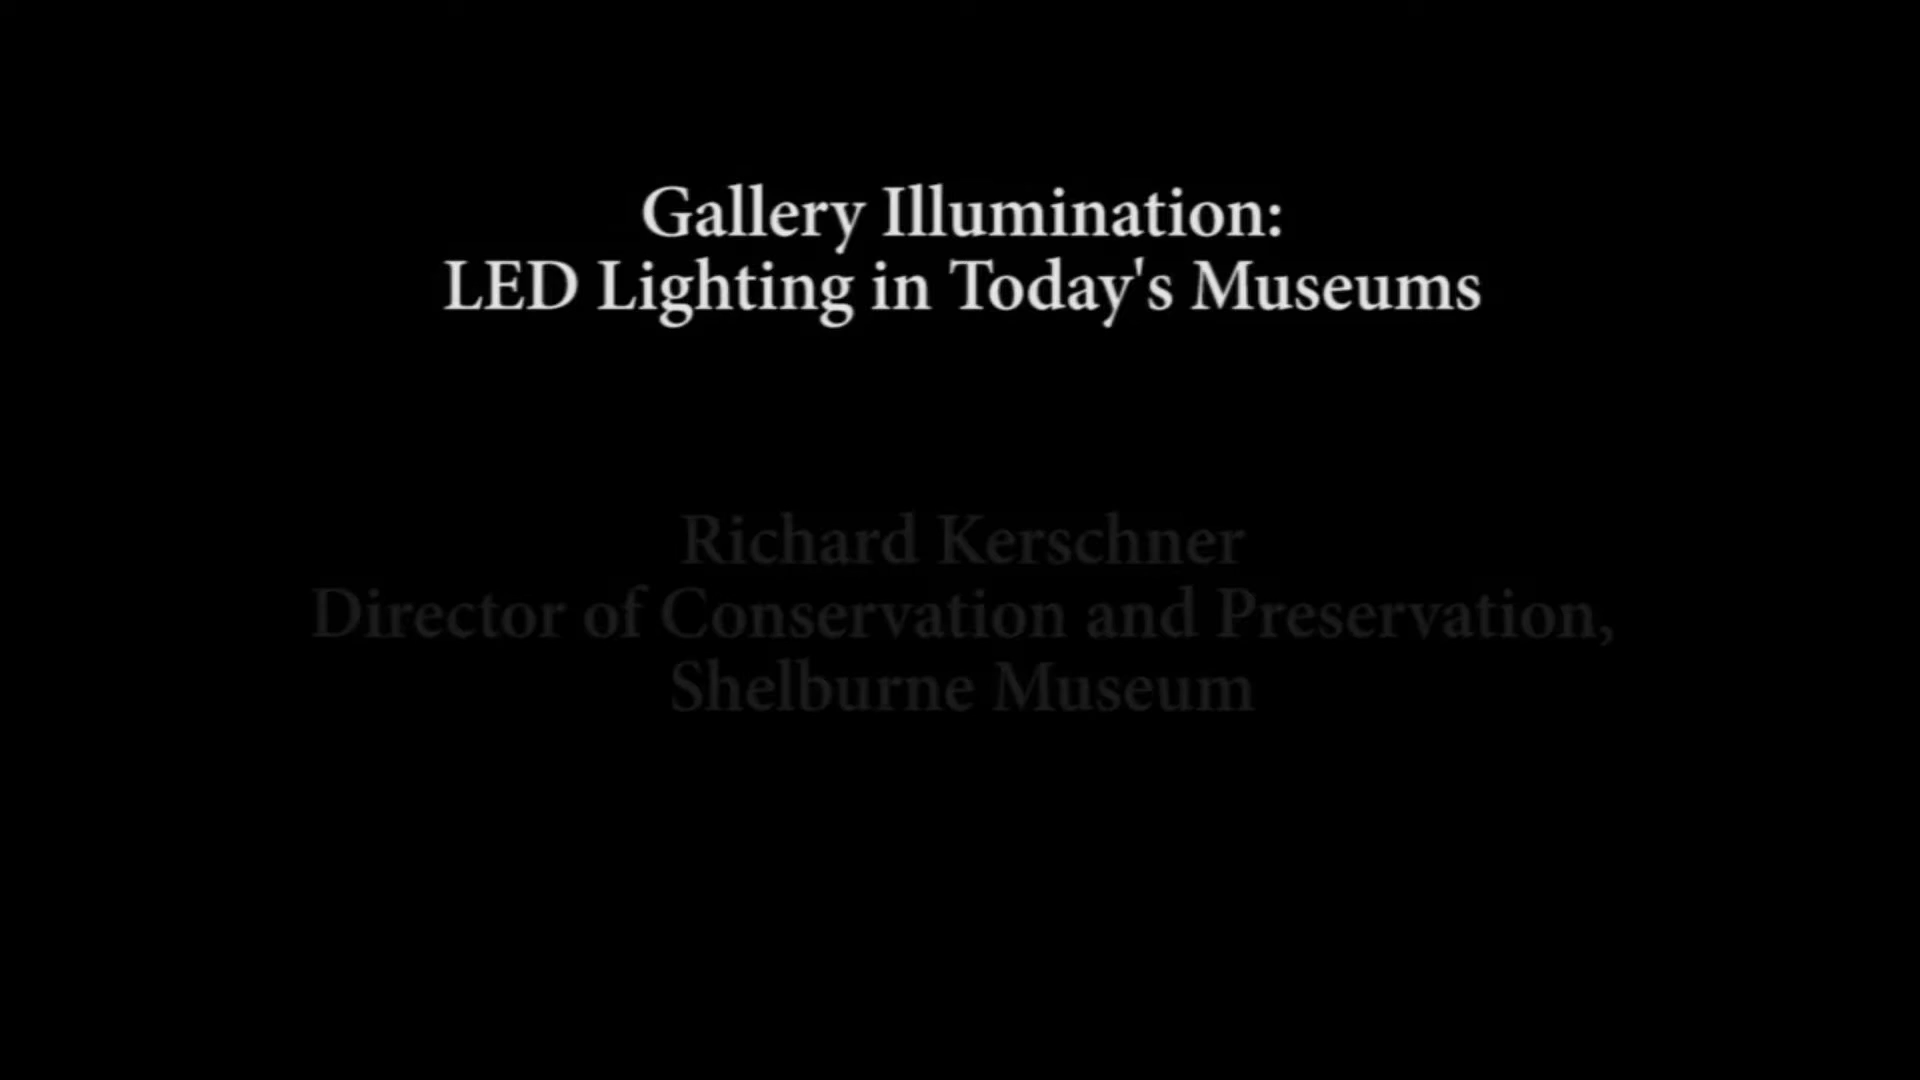 Gallery Illumination:
LED Lighting in Today's Museums
Richard Kerschner
Director of Conservation and Preservation,
Shelburne Museum